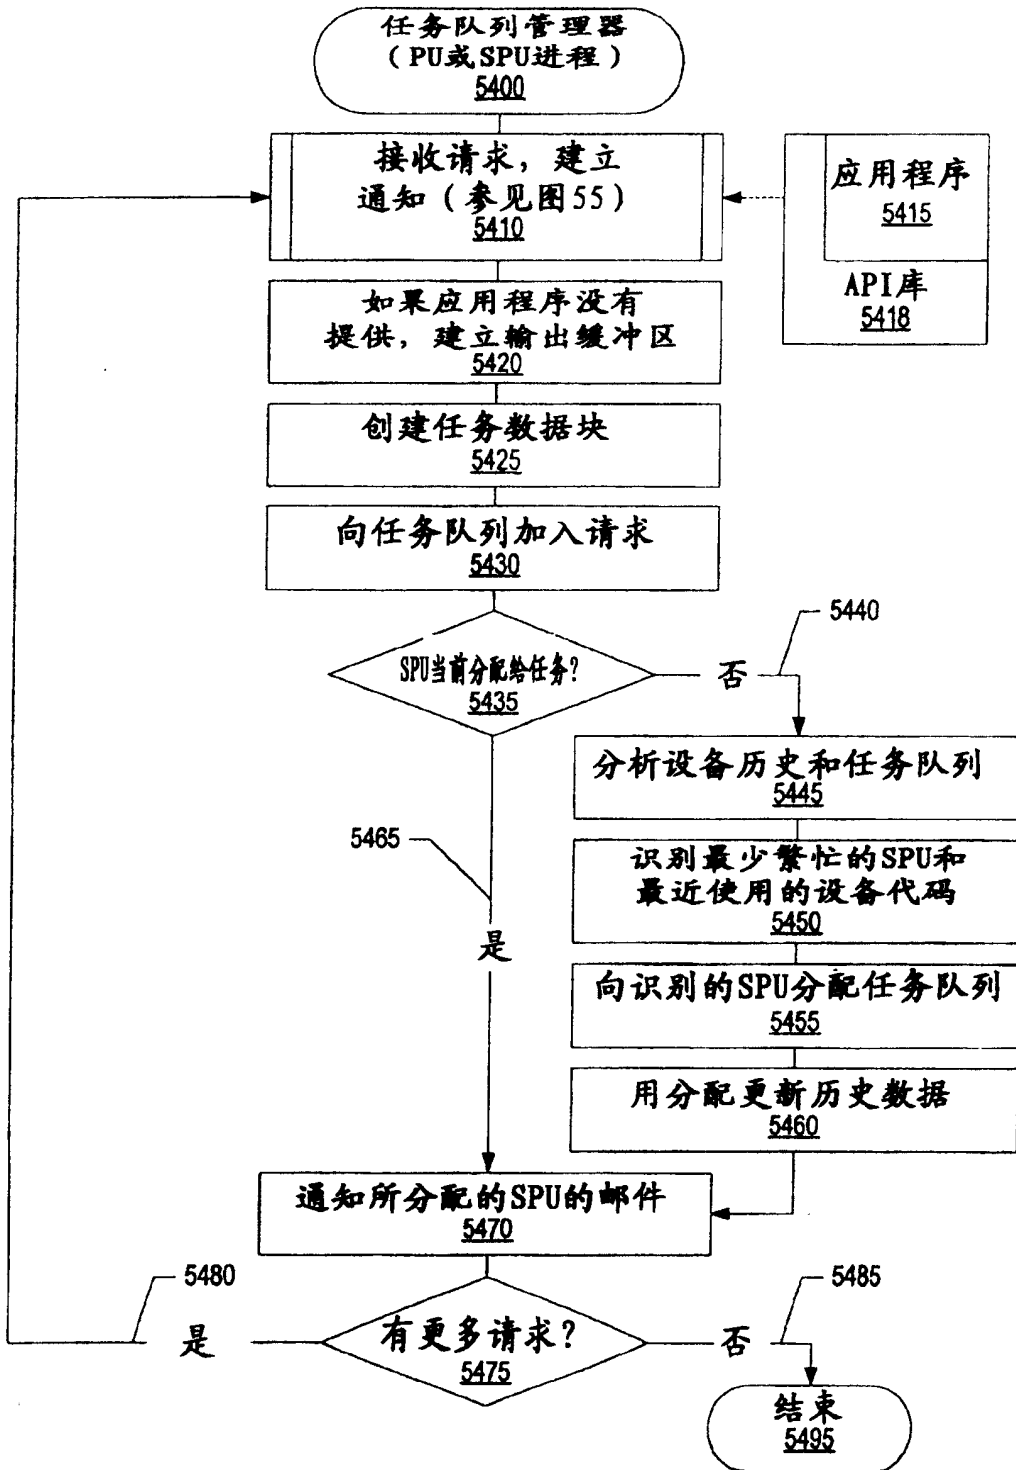 任务队列管理器
(PU或SPU进程)
5400
接收请求，建立
通知(参见图55)
5410
应用程序
5415
API库
5418
如果应用程序没有
提供，建立输出缓冲区
5420
创建任务数据块
5425
向任务队列加入请求
5430
SPU当前分配给任务?
5435
5440
否
分析设备历史和任务队列
5445
识别最少繁忙的SPU和
最近使用的设备代码
5450
5465
是
向识别的SPU分配任务队列
5455
用分配更新历史数据
5460
通知所分配的SPU的邮件
5470
5480
是
有更多请求?
5475
5485
否
结束
5495